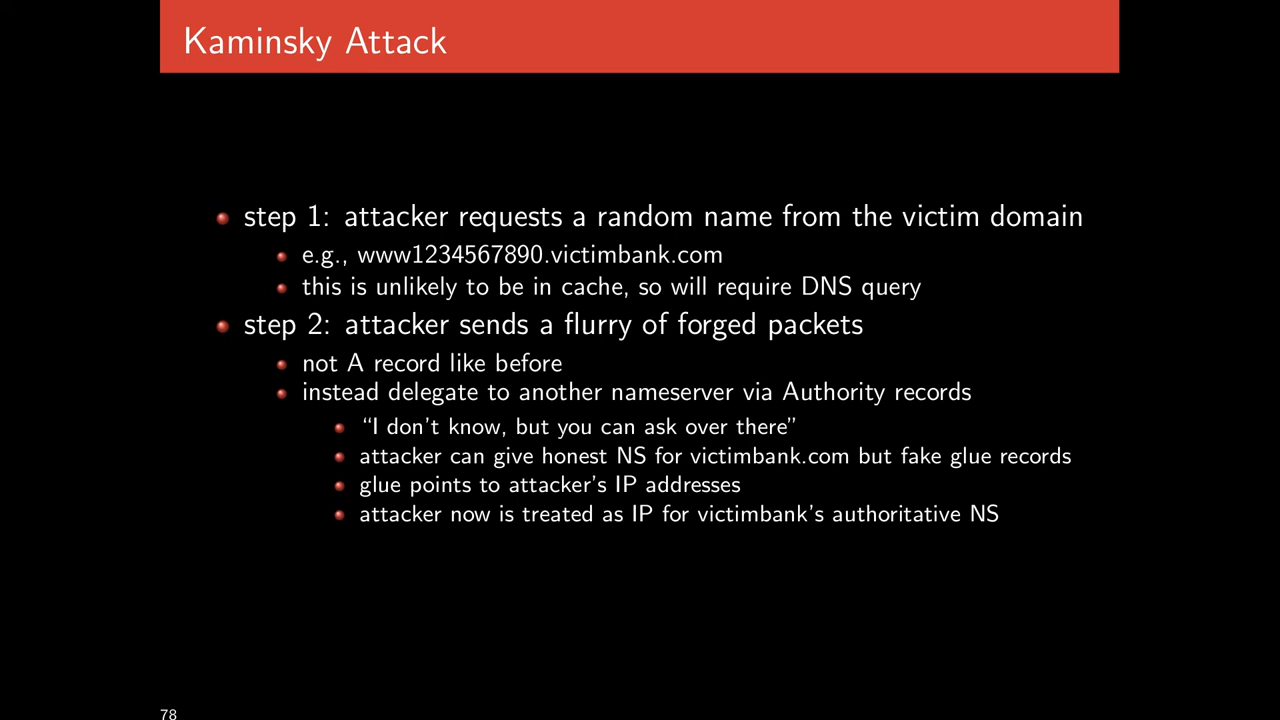 Kaminsky Attack
step 1: attacker requests a random name from the victim domain
e.g., www1234567890.victimbank.com
this is unlikely to be in cache, so will require DNS query
step 2: attacker sends a flurry of forged packets
not A record like before
instead delegate to another nameserver via Authority records
“I don’t know, but you can ask over there”
attacker can give honest NS for victimbank.com but fake glue records
glue points to attacker’s IP addresses
attacker now is treated as IP for victimbank’s authoritative NS
78